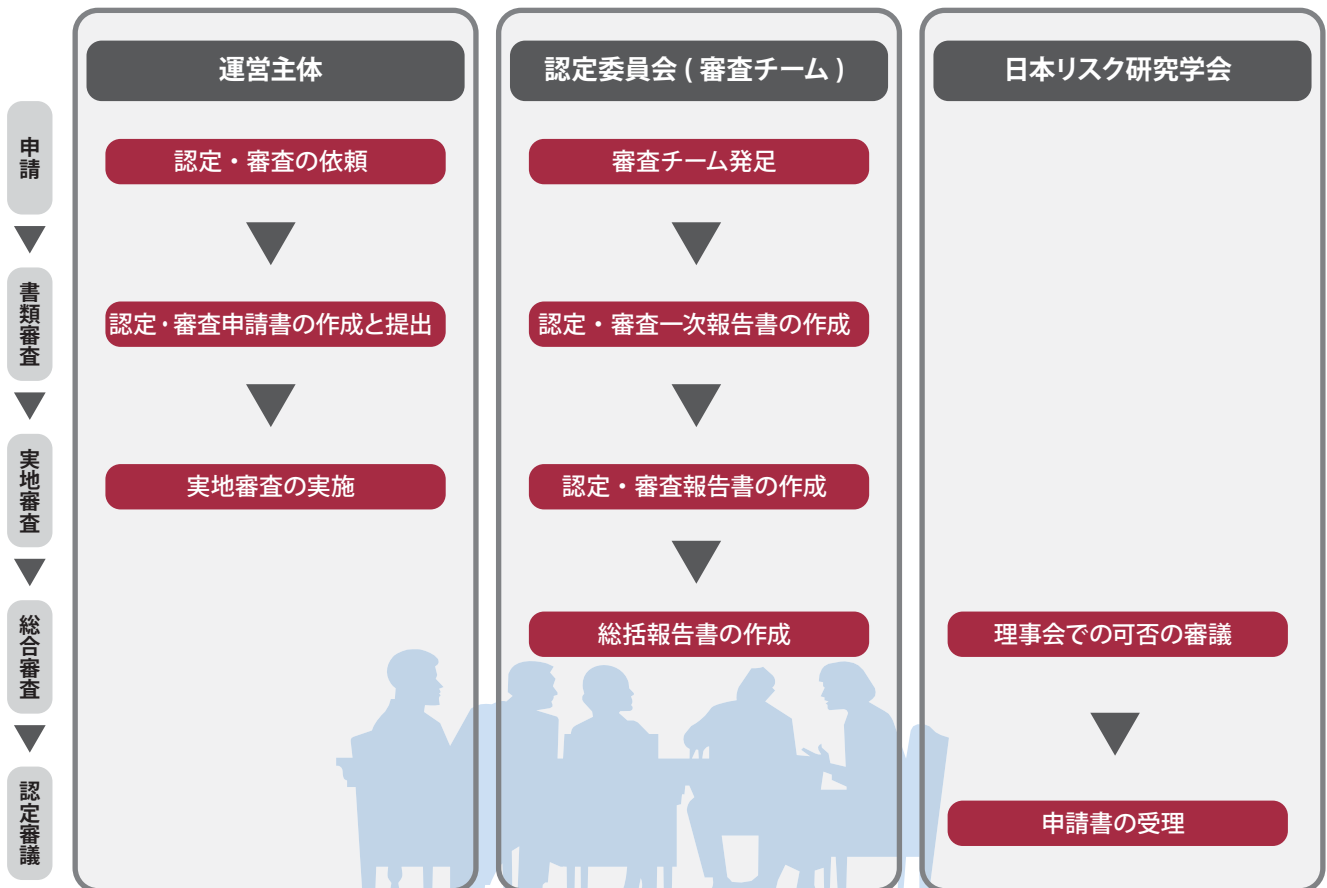 運営主体
認定委員会 ( 審査チーム )
日本リスク研究学会
申請
認定・審査の依頼
審査チーム発足
書類審査
認定・審査申請書の作成と提出
認定・審査一次報告書の作成
実地審査
実地審査の実施
認定・審査報告書の作成
総合審査
総括報告書の作成
理事会での可否の審議
認定審議
申請書の受理